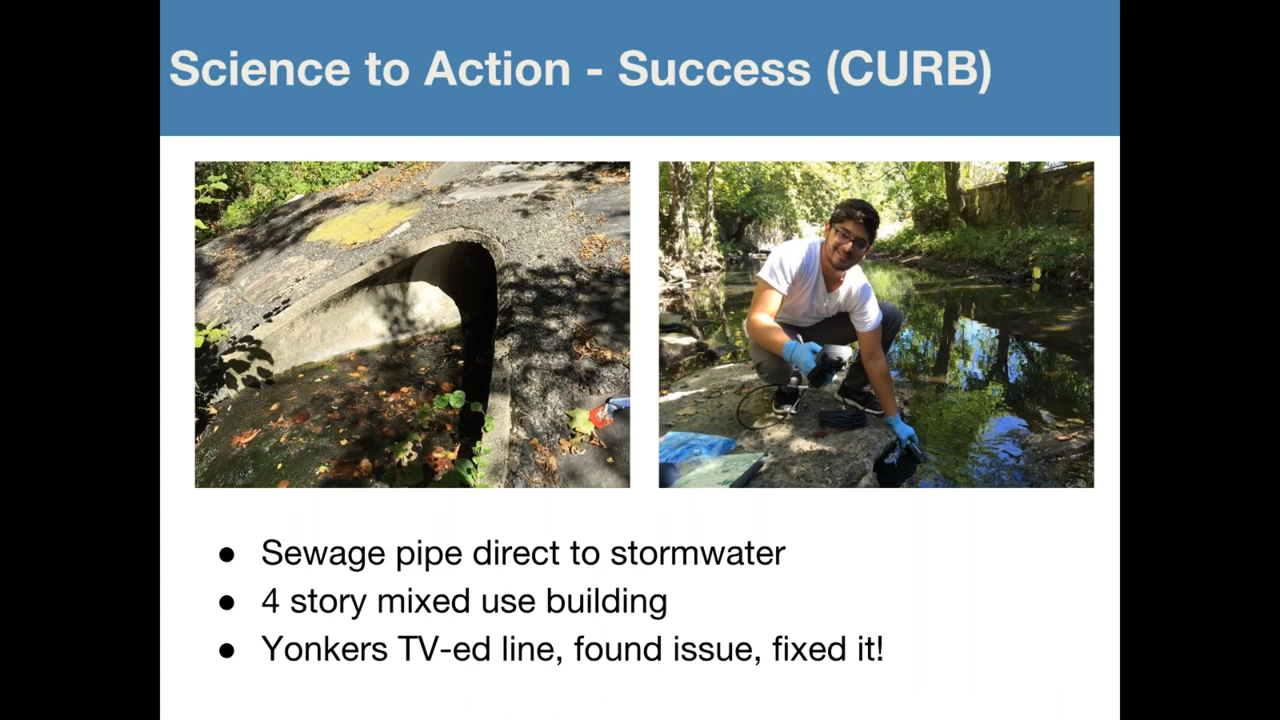 Science to Action - Success (CURB)
● Sewage pipe direct to stormwater
● 4 story mixed use building
● Yonkers TV-ed line, found issue, fixed it!